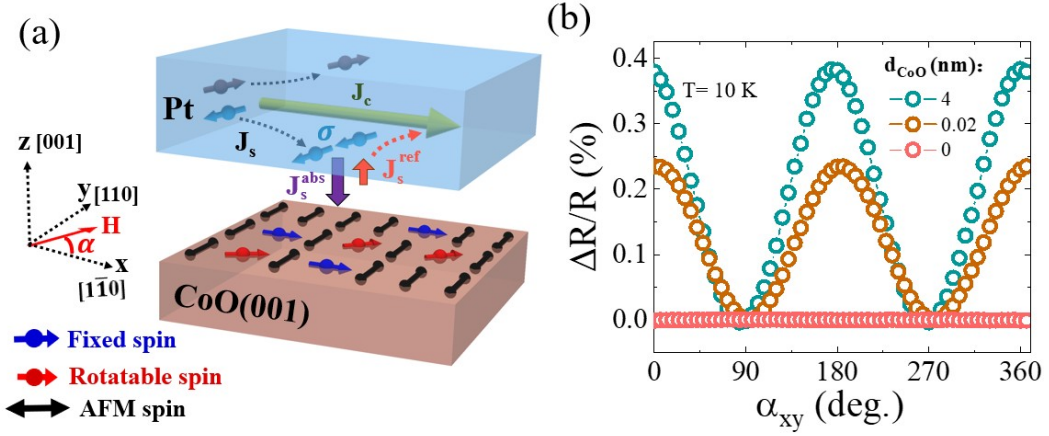 (a)
Pt
J_c
J_s
σ
J_s^abs
J_s^ref
z [001]
y [110]
H
α
x
[11̅0]
CoO(001)
Fixed spin
Rotatable spin
AFM spin
(b)
ΔR/R (%)
0.4
0.3
0.2
0.1
0.0
T= 10 K
d_CoO (nm):
4
0.02
0
0 90 180 270 360
α_xy (deg.)